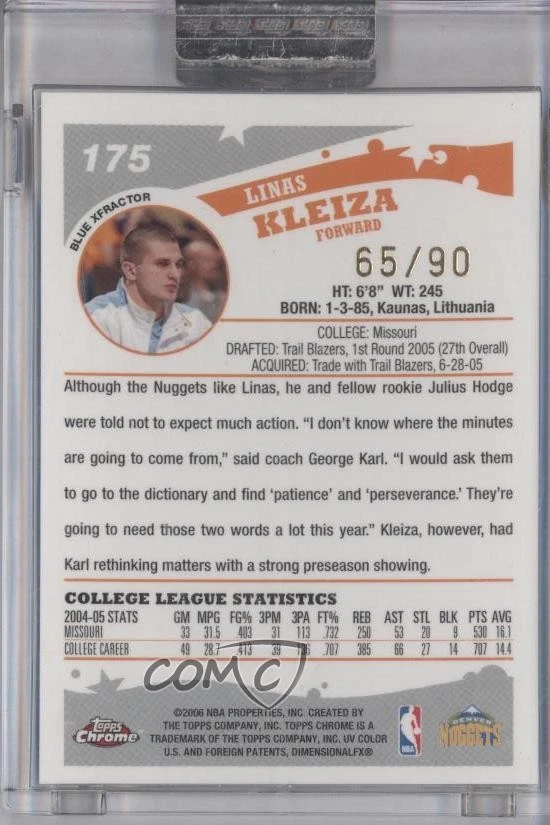 175
BLUE XFRACTOR
LINAS
KLEIZA
FORWARD
65/90
HT: 6'8" WT: 245
BORN: 1-3-85, Kaunas, Lithuania
COLLEGE: Missouri
DRAFTED: Trail Blazers, 1st Round 2005 (27th Overall)
ACQUIRED: Trade with Trail Blazers, 6-28-05
Although the Nuggets like Linas, he and fellow rookie Julius Hodge
were told not to expect much action. “I don't know where the minutes
are going to come from,” said coach George Karl. “I would ask them
to go to the dictionary and find ‘patience’ and ‘perseverance.’ They're
going to need those two words a lot this year.” Kleiza, however, had
Karl rethinking matters with a strong preseason showing.
COLLEGE LEAGUE STATISTICS
2004-05 STATS GM MPG FG% 3PM 3PA FT% REB AST STL BLK PTS AVG
MISSOURI 33 31.5 .403 31 113 .732 250 53 20 9 530 16.1
COLLEGE CAREER 49 28.7 .413 39 .707 385 66 27 14 707 14.4
COMC
©2006 NBA PROPERTIES, INC. CREATED BY
THE TOPPS COMPANY, INC. TOPPS CHROME IS A
TRADEMARK OF THE TOPPS COMPANY, INC. UV COLOR
U.S. AND FOREIGN PATENTS, DIMENSIONALFX®
Topps
Chrome
NBA
DENVER
NUGGETS